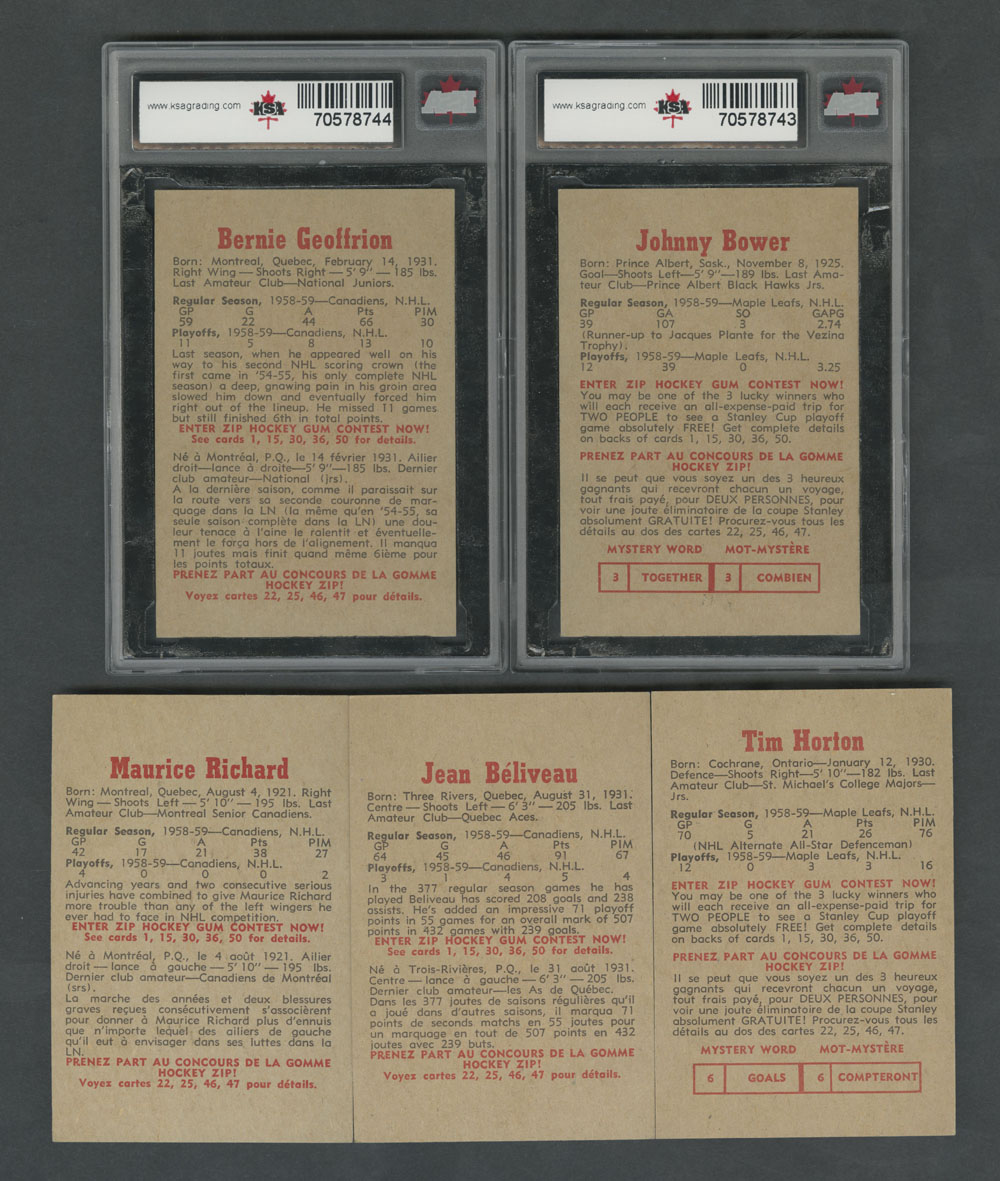 www.ksagrading.com
KSA
70578744
Bernie Geoffrion
Born: Montreal, Quebec, February 14, 1931.
Right Wing — Shoots Right — 5' 9" — 185 lbs.
Last Amateur Club—National Juniors.
Regular Season, 1958-59—Canadiens, N.H.L.
GP G A Pts PIM
59 22 44 66 30
Playoffs, 1958-59—Canadiens, N.H.L.
11 5 8 13 10
Last season, when he appeared well on his
way to his second NHL scoring crown (the
first came in '54-55, his only complete NHL
season) a deep, gnawing pain in his groin area
slowed him down and eventually forced him
right out of the lineup. He missed 11 games
but still finished 6th in total points.
ENTER ZIP HOCKEY GUM CONTEST NOW!
See cards 1, 15, 30, 36, 50 for details.
Né à Montréal, P.Q., le 14 février 1931. Ailier
droit—lance à droite—5' 9"—185 lbs. Dernier
club amateur—National (jrs).
A la dernière saison, comme il paraissait sur
la route vers sa seconde couronne de mar-
quage dans la LN (la même qu'en '54-55, sa
seule saison complète dans la LN) une dou-
leur tenace à l'aine le ralentit et éventuelle-
ment le força hors de l'alignement. Il manqua
11 joutes mais finit quand même 6ième pour
les points totaux.
PRENEZ PART AU CONCOURS DE LA GOMME
HOCKEY ZIP!
Voyez cartes 22, 25, 46, 47 pour détails.
www.ksagrading.com
KSA
70578743
Johnny Bower
Born: Prince Albert, Sask., November 8, 1925.
Goal—Shoots Left—5' 9"—189 lbs. Last Ama-
teur Club—Prince Albert Black Hawks Jrs.
Regular Season, 1958-59—Maple Leafs, N.H.L.
GP GA SO GAPG
39 107 3 2.74
(Runner-up to Jacques Plante for the Vezina
Trophy).
Playoffs, 1958-59—Maple Leafs, N.H.L.
12 39 0 3.25
ENTER ZIP HOCKEY GUM CONTEST NOW!
You may be one of the 3 lucky winners who
will each receive an all-expense-paid trip for
TWO PEOPLE to see a Stanley Cup playoff
game absolutely FREE! Get complete details
on backs of cards 1, 15, 30, 36, 50.
PRENEZ PART AU CONCOURS DE LA GOMME
HOCKEY ZIP!
Il se peut que vous soyez un des 3 heureux
gagnants qui recevront chacun un voyage,
tout frais payé, pour DEUX PERSONNES, pour
voir une joute éliminatoire de la coupe Stanley
absolument GRATUITE! Procurez-vous tous les
détails au dos des cartes 22, 25, 46, 47.
MYSTERY WORD MOT-MYSTÈRE
3 TOGETHER 3 COMBIEN
Maurice Richard
Born: Montreal, Quebec, August 4, 1921. Right
Wing — Shoots Left — 5' 10" — 195 lbs. Last
Amateur Club—Montreal Senior Canadiens.
Regular Season, 1958-59—Canadiens, N.H.L.
GP G A Pts PIM
42 17 21 38 27
Playoffs, 1958-59—Canadiens, N.H.L.
4 0 0 0 2
Advancing years and two consecutive serious
injuries have combined to give Maurice Richard
more trouble than any of the left wingers he
ever had to face in NHL competition.
ENTER ZIP HOCKEY GUM CONTEST NOW!
See cards 1, 15, 30, 36, 50 for details.
Né à Montréal, P.Q., le 4 août 1921. Ailier
droit — lance à gauche — 5' 10" — 195 lbs.
Dernier club amateur—Canadiens de Montréal
(srs).
La marche des années et deux blessures
graves reçues consécutivement s'associèrent
pour donner à Maurice Richard plus d'ennuis
que n'importe lequel des ailiers de gauche
qu'il eut à envisager dans ses luttes dans la
LN.
PRENEZ PART AU CONCOURS DE LA GOMME
HOCKEY ZIP!
Voyez cartes 22, 25, 46, 47 pour détails.
Jean Béliveau
Born: Three Rivers, Quebec, August 31, 1931.
Centre — Shoots Left — 6' 3" — 205 lbs. Last
Amateur Club—Quebec Aces.
Regular Season, 1958-59—Canadiens, N.H.L.
GP G A Pts PIM
64 45 46 91 67
Playoffs, 1958-59—Canadiens, N.H.L.
3 1 4 5 4
In the 377 regular season games he has
played Beliveau has scored 208 goals and 238
assists. He's added an impressive 71 playoff
points in 55 games for an overall mark of 507
points in 432 games with 239 goals.
ENTER ZIP HOCKEY GUM CONTEST NOW!
See cards 1, 15, 30, 36, 50 for details.
Né à Trois-Rivières, P.Q., le 31 août 1931.
Centre — lance à gauche — 6' 3" — 205 lbs.
Dernier club amateur—les As de Québec.
Dans les 377 joutes de saisons régulières qu'il
a joué dans d'autres saisons, il marqua 71
points de seconds matchs en 55 joutes pour
un marquage en tout de 507 points en 432
joutes avec 239 buts.
PRENEZ PART AU CONCOURS DE LA GOMME
HOCKEY ZIP!
Voyez cartes 22, 25, 46, 47 pour détails.
Tim Horton
Born: Cochrane, Ontario—January 12, 1930.
Defence—Shoots Right—5' 10"—182 lbs. Last
Amateur Club—St. Michael's College Majors—
Jrs.
Regular Season, 1958-59—Maple Leafs, N.H.L.
GP G A Pts PIM
70 5 21 26 76
(NHL Alternate All-Star Defenceman)
Playoffs, 1958-59—Maple Leafs, N.H.L.
12 0 3 3 16
ENTER ZIP HOCKEY GUM CONTEST NOW!
You may be one of the 3 lucky winners who
will each receive an all-expense-paid trip for
TWO PEOPLE to see a Stanley Cup playoff
game absolutely FREE! Get complete details
on backs of cards 1, 15, 30, 36, 50.
PRENEZ PART AU CONCOURS DE LA GOMME
HOCKEY ZIP!
Il se peut que vous soyez un des 3 heureux
gagnants qui recevront chacun un voyage,
tout frais payé, pour DEUX PERSONNES, pour
voir une joute éliminatoire de la coupe Stanley
absolument GRATUITE! Procurez-vous tous les
détails au dos des cartes 22, 25, 46, 47.
MYSTERY WORD MOT-MYSTÈRE
6 GOALS 6 COMPTERONT